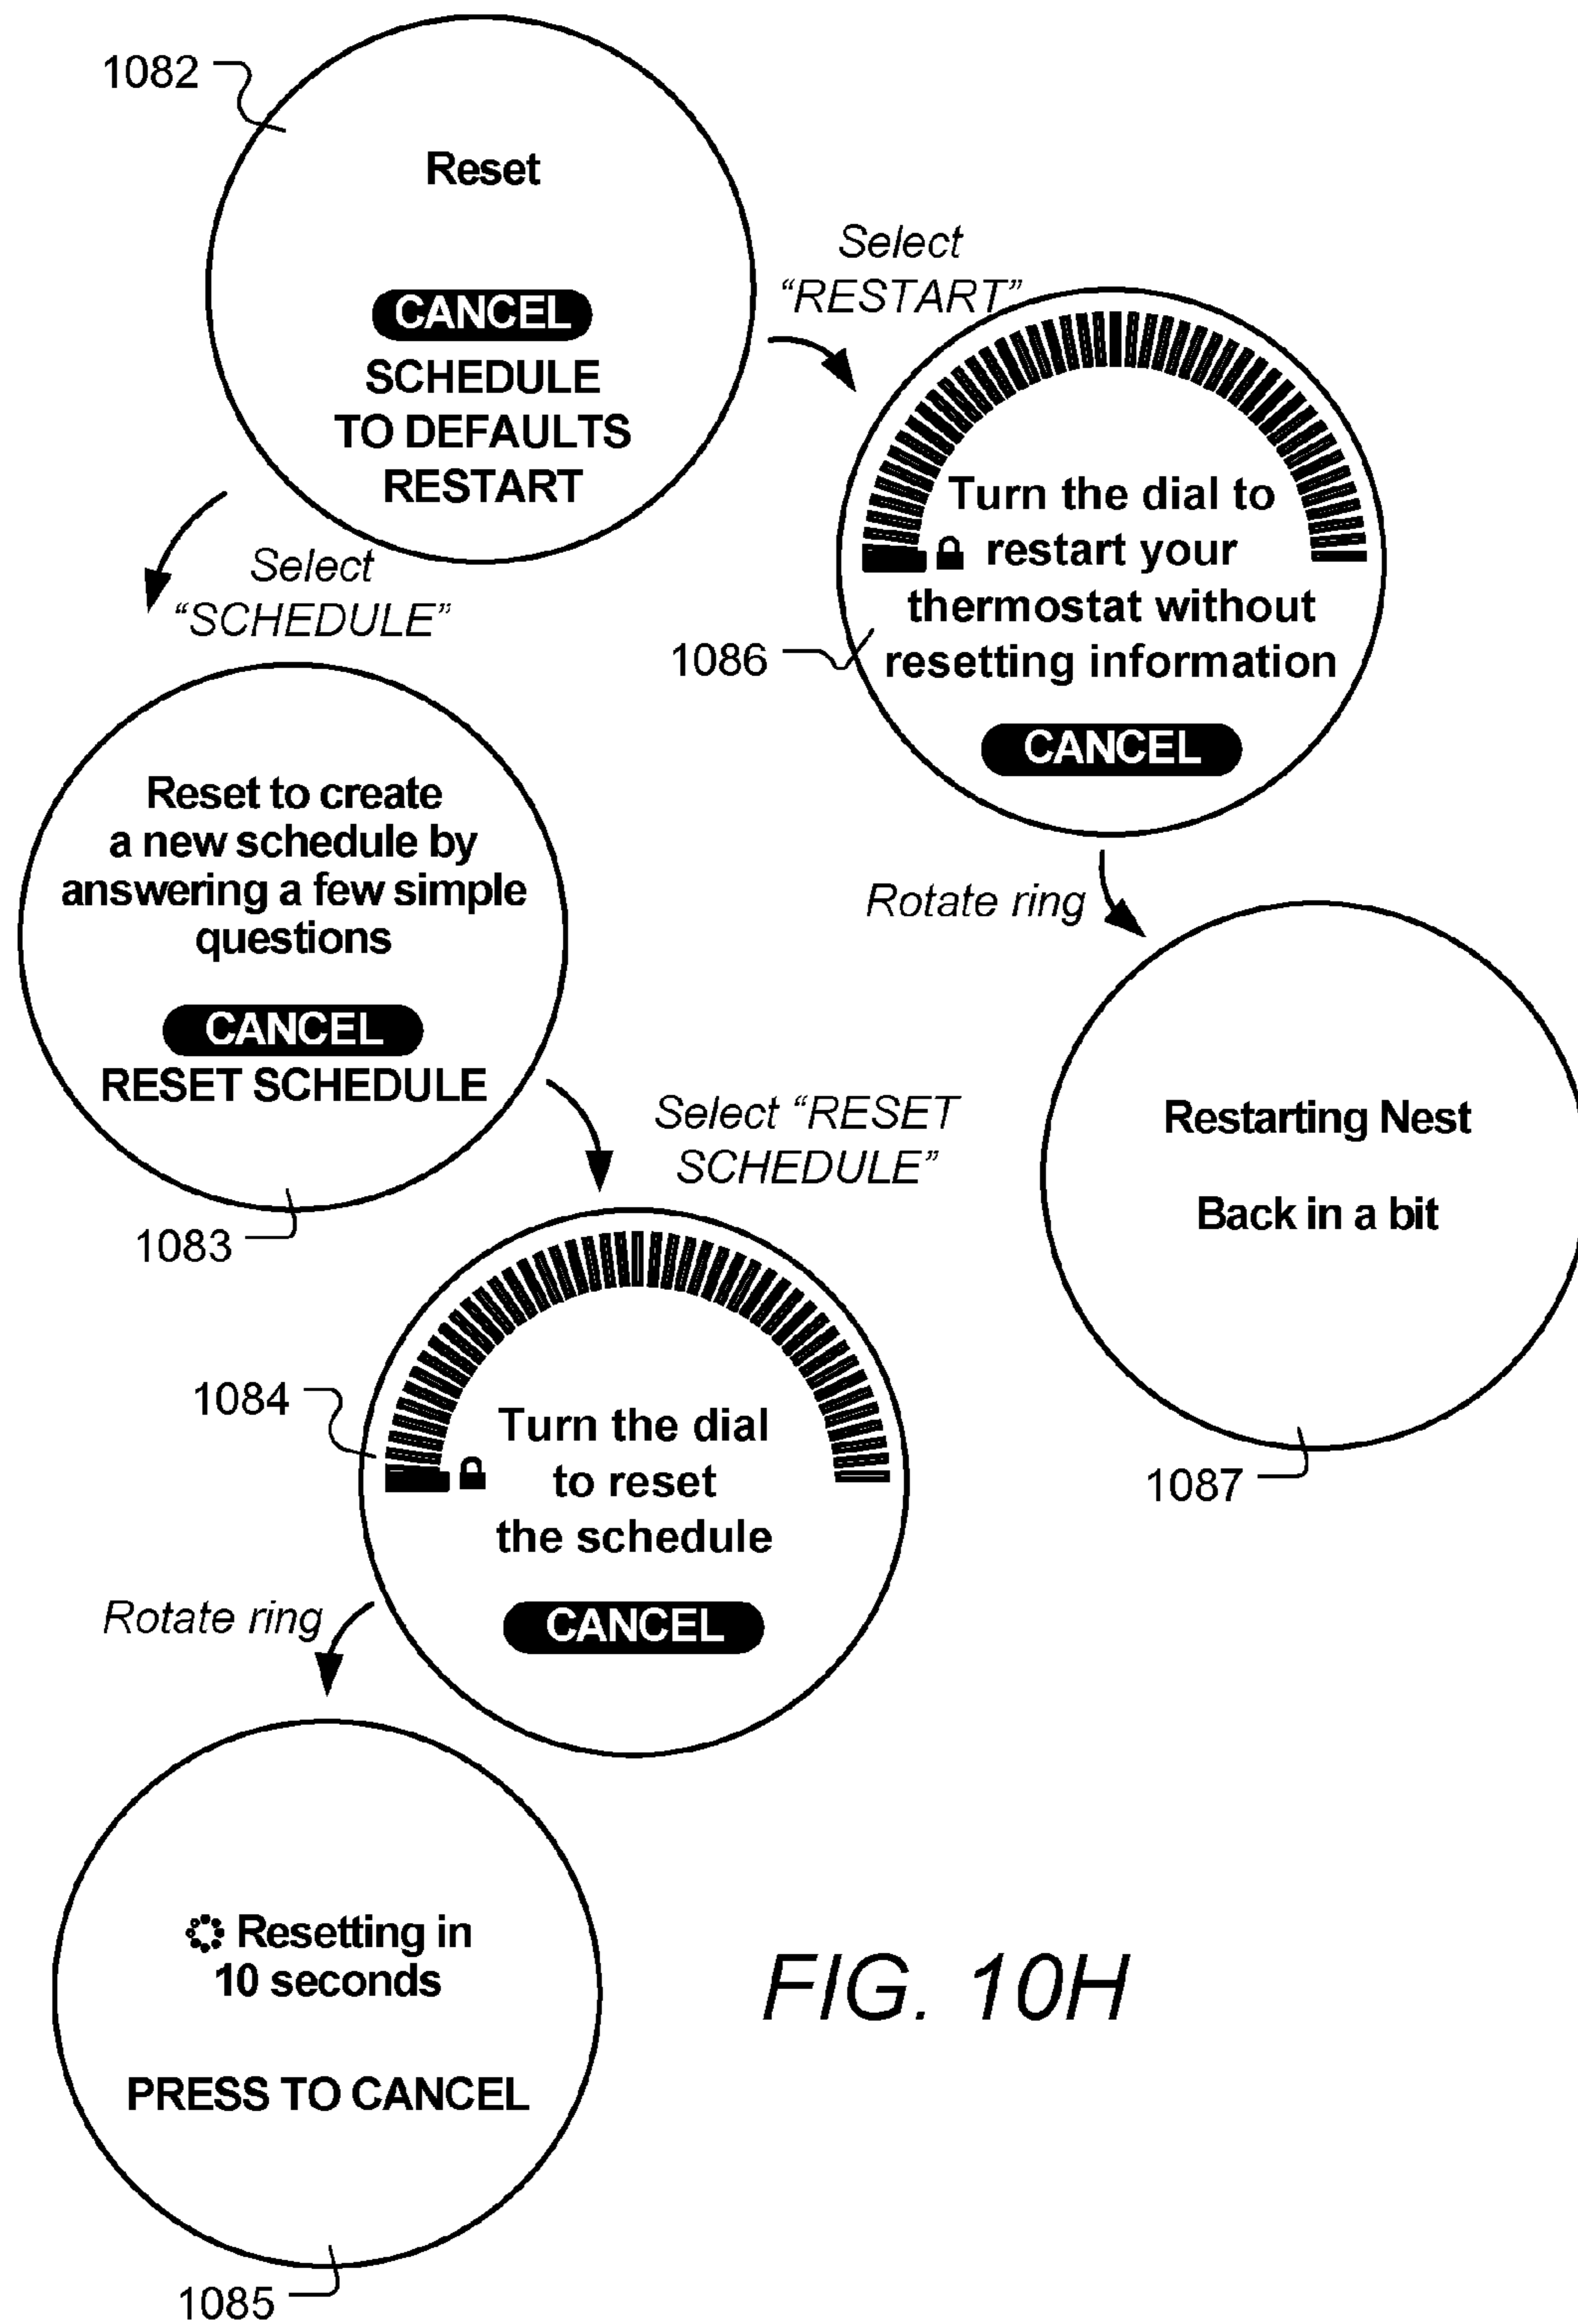 1082
Reset
CANCEL
SCHEDULE
TO DEFAULTS
RESTART
Select
“RESTART”
Select
“SCHEDULE”
Turn the dial to
restart your
thermostat without
resetting information
CANCEL
1086
Reset to create
a new schedule by
answering a few simple
questions
CANCEL
RESET SCHEDULE
1083
Rotate ring
Select “RESET
SCHEDULE”
Restarting Nest
Back in a bit
1087
1084
Turn the dial
to reset
the schedule
CANCEL
Rotate ring
Resetting in
10 seconds
PRESS TO CANCEL
1085
FIG. 10H